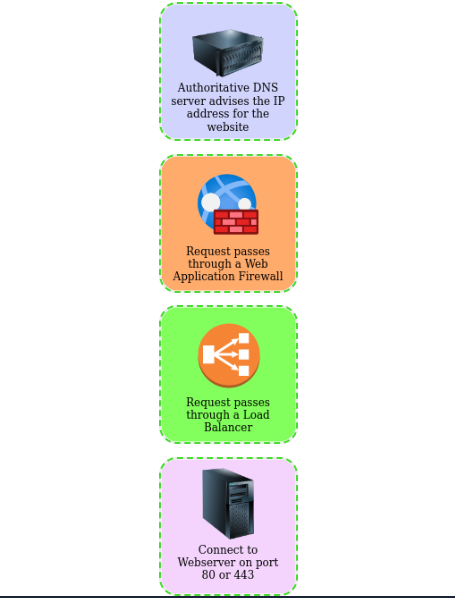 Authoritative DNS
server advises the IP
address for the
website
Request passes
through a Web
Application Firewall
Request passes
through a Load
Balancer
Connect to
Webserver on port
80 or 443